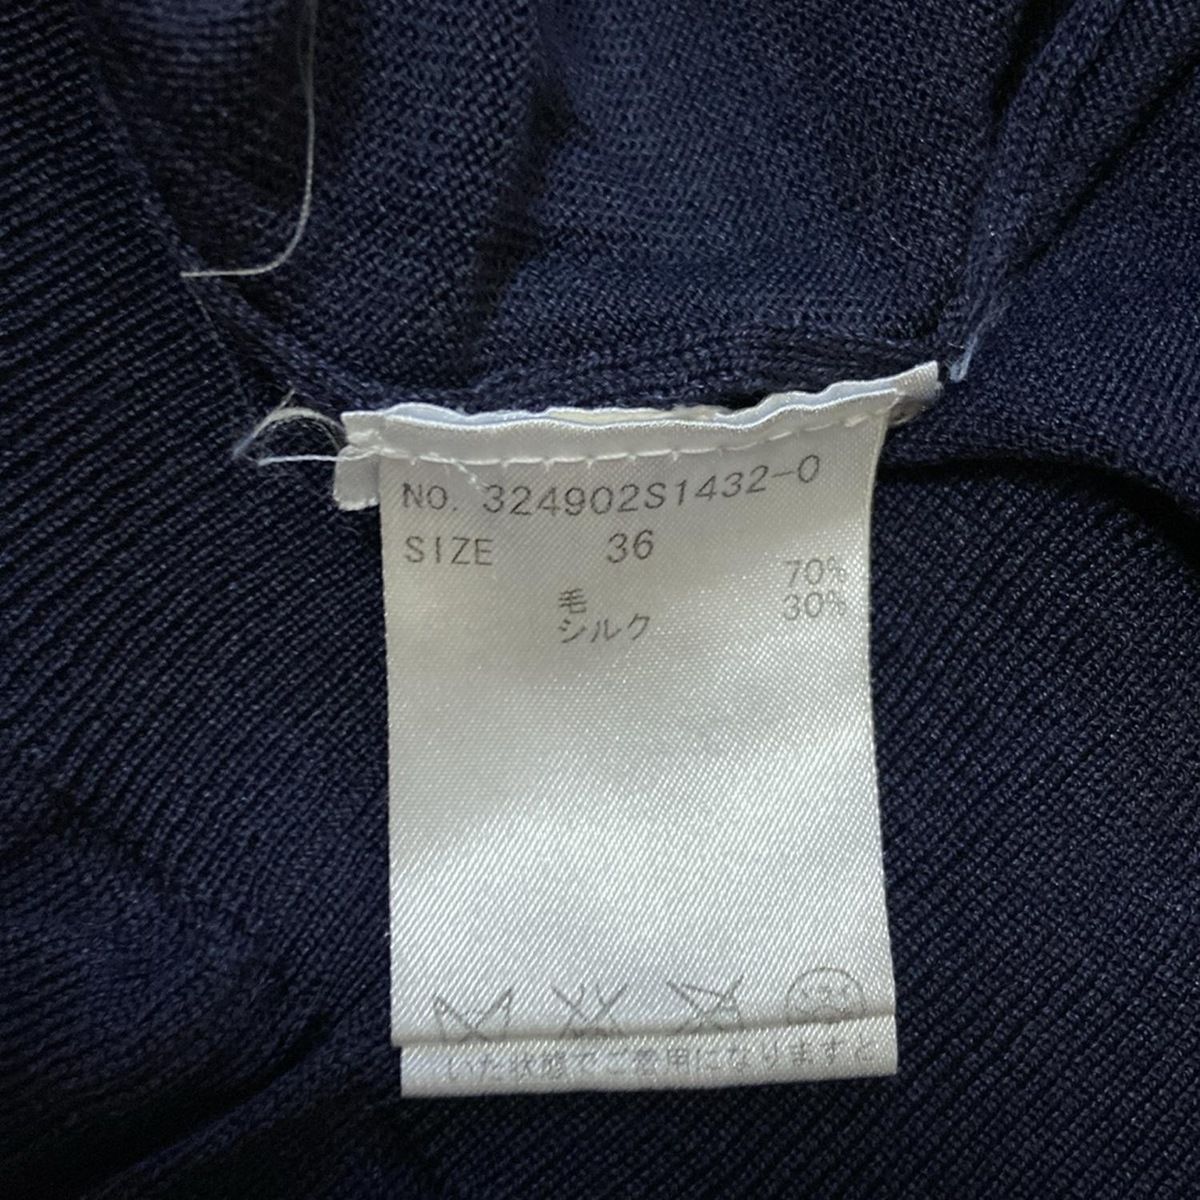 NO. 324902S1432-0
SIZE 36
毛 70%
シルク 30%
いた状態でご着用になりますと